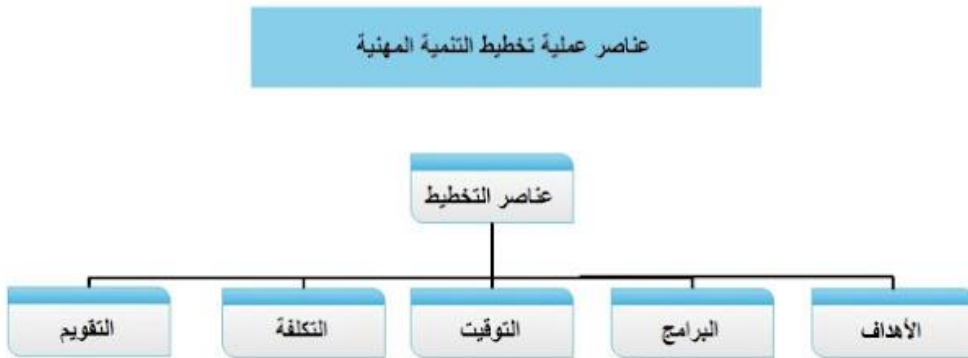 عناصر عملية تخطيط التنمية المهنية
عناصر التخطيط
الأهداف
البرامج
التوقيت
التكلفة
التقويم